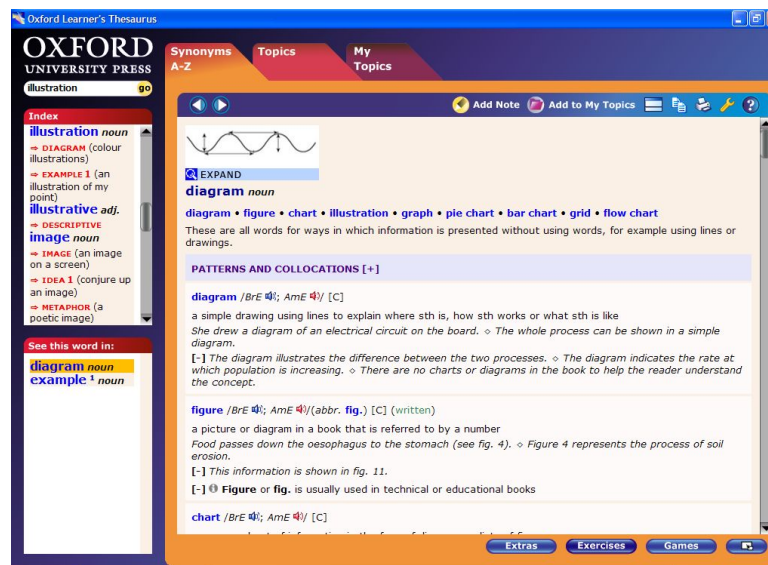 Oxford Learner's Thesaurus
OXFORD
UNIVERSITY PRESS
illustration go
Synonyms
A-Z
Topics
My
Topics
Index
illustration noun
⇒ DIAGRAM (colour
illustrations)
⇒ EXAMPLE 1 (an
illustration of my
point)
illustrative adj.
⇒ DESCRIPTIVE
image noun
⇒ IMAGE (an image
on a screen)
⇒ IDEA 1 (conjure up
an image)
⇒ METAPHOR (a
poetic image)
See this word in:
diagram noun
example 1 noun
Add Note Add to My Topics
EXPAND
diagram noun
diagram • figure • chart • illustration • graph • pie chart • bar chart • grid • flow chart
These are all words for ways in which information is presented without using words, for example using lines or
drawings.
PATTERNS AND COLLOCATIONS [+]
diagram /BrE ; AmE / [C]
a simple drawing using lines to explain where sth is, how sth works or what sth is like
She drew a diagram of an electrical circuit on the board. ⋄ The whole process can be shown in a simple
diagram.
[-] The diagram illustrates the difference between the two processes. ⋄ The diagram indicates the rate at
which population is increasing. ⋄ There are no charts or diagrams in the book to help the reader understand
the concept.
figure /BrE ; AmE /(abbr. fig.) [C] (written)
a picture or diagram in a book that is referred to by a number
Food passes down the oesophagus to the stomach (see fig. 4). ⋄ Figure 4 represents the process of soil
erosion.
[-] This information is shown in fig. 11.
[-] Figure or fig. is usually used in technical or educational books
chart /BrE ; AmE / [C]
Extras Exercises Games